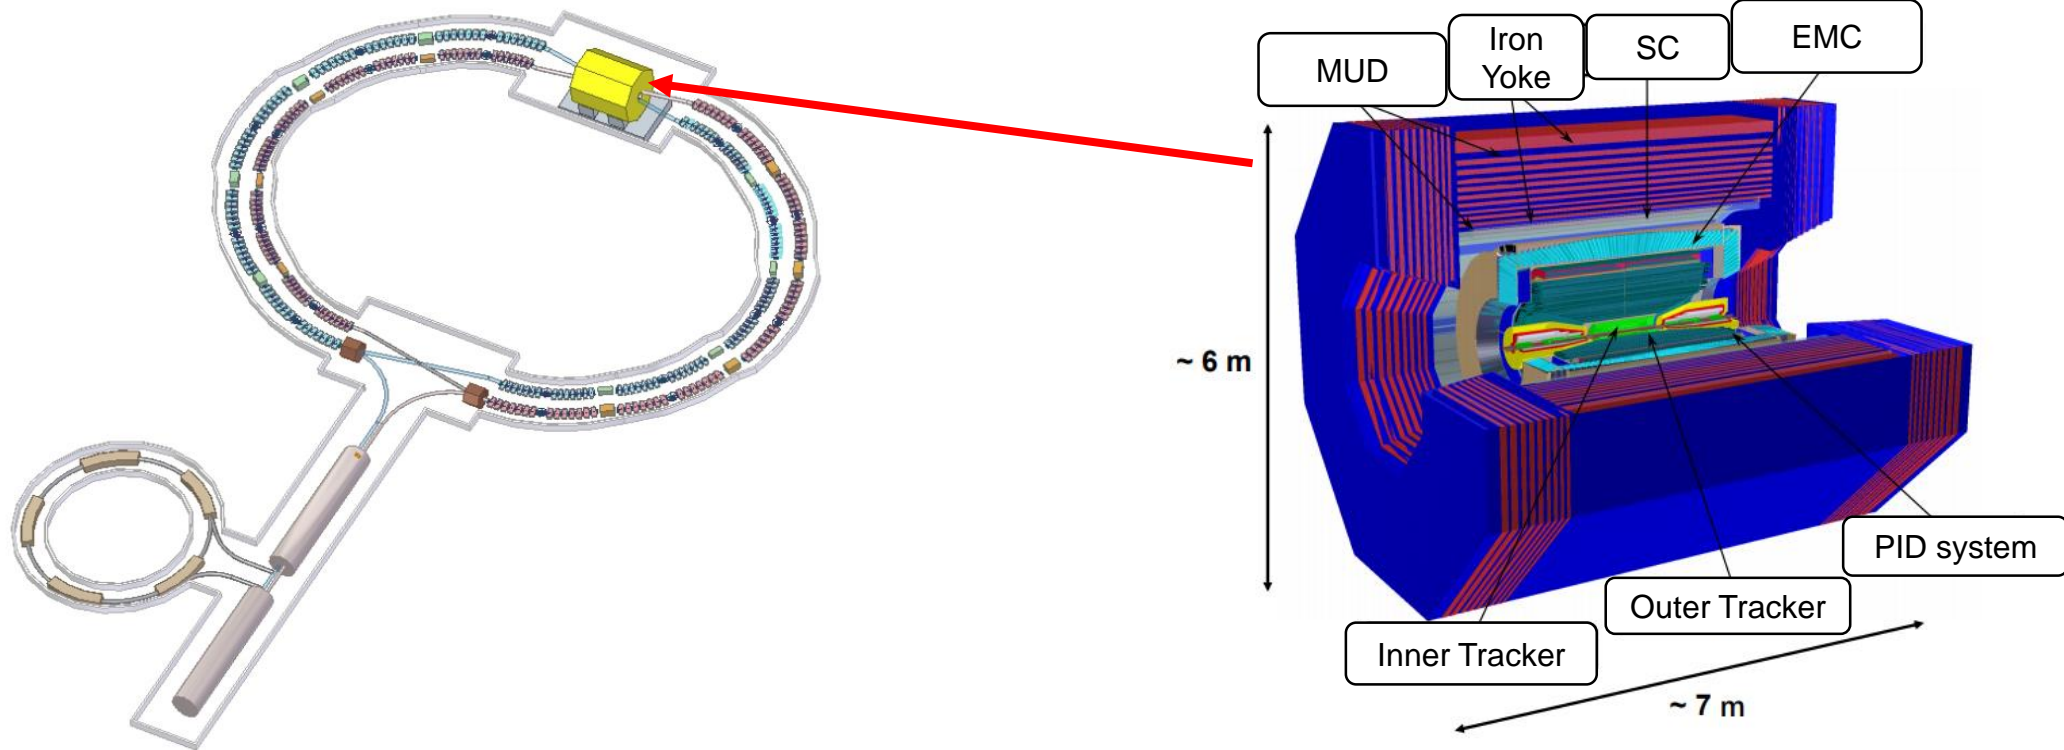 MUD
Iron
Yoke
SC
EMC
~ 6 m
PID system
Outer Tracker
Inner Tracker
~ 7 m